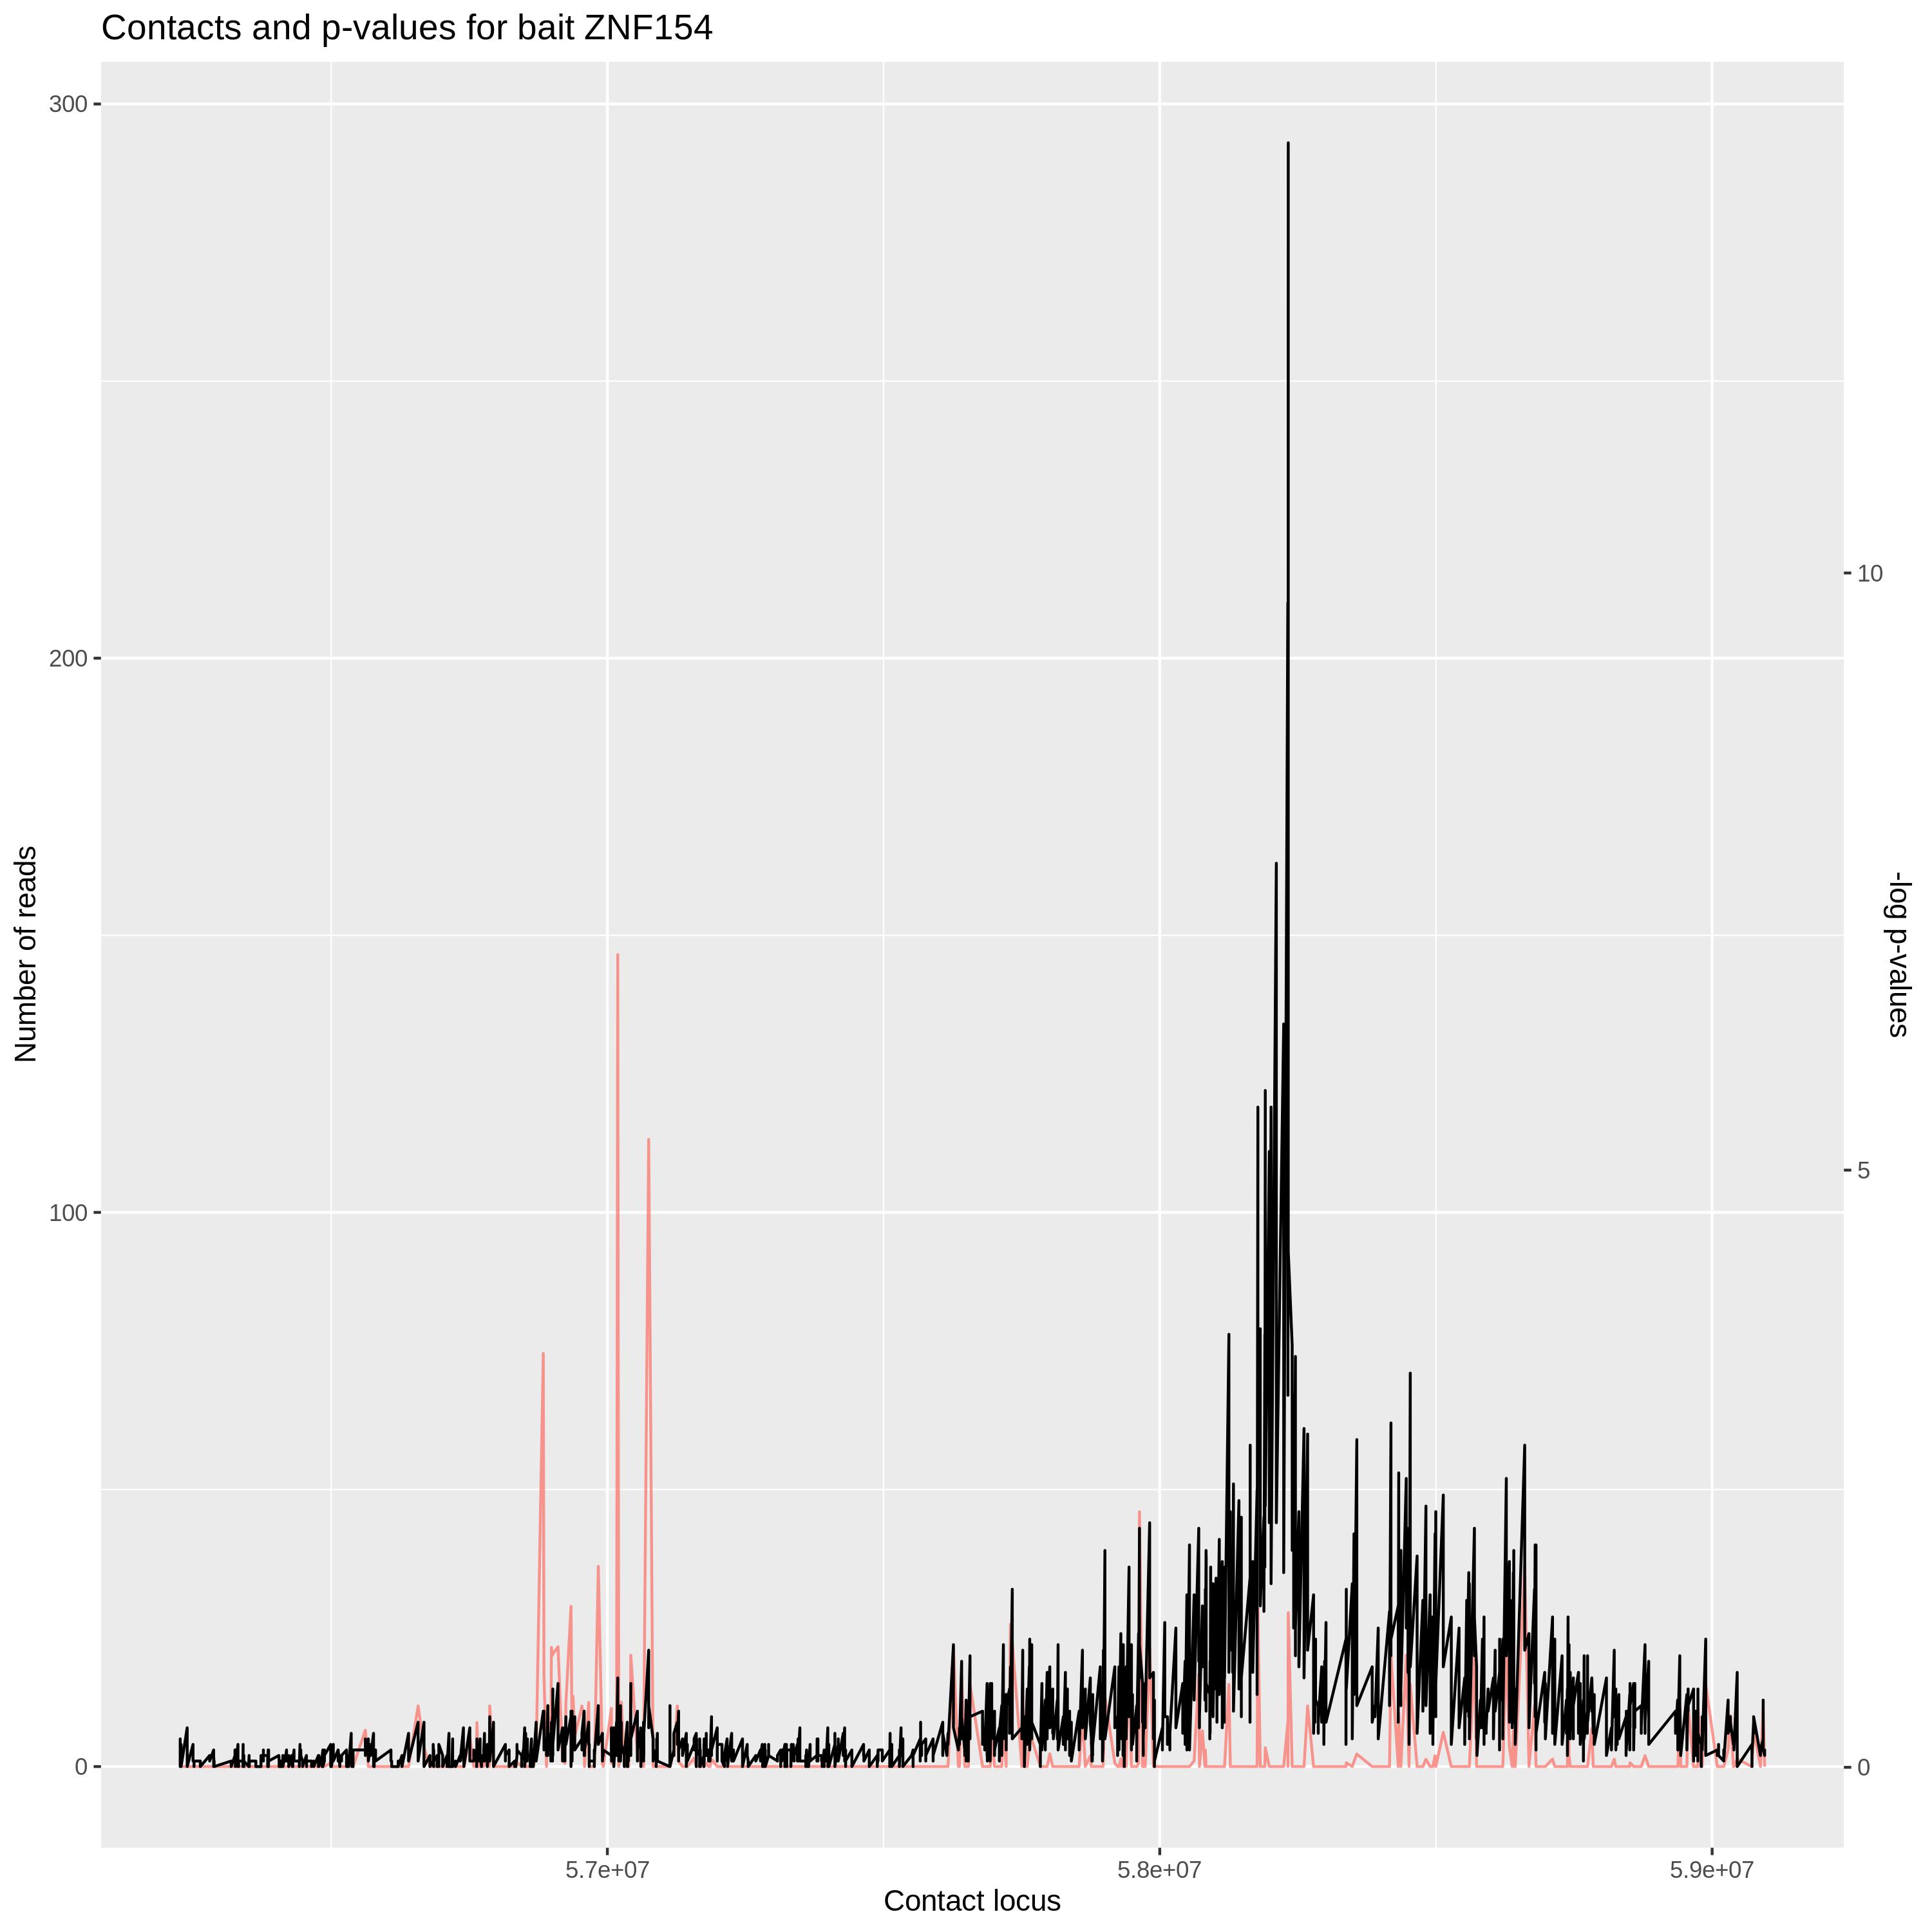 Contacts and p-values for bait ZNF154
300
200
100
0
Number of reads
10
5
0
-log p-values
5.7e+07
5.8e+07
5.9e+07
Contact locus